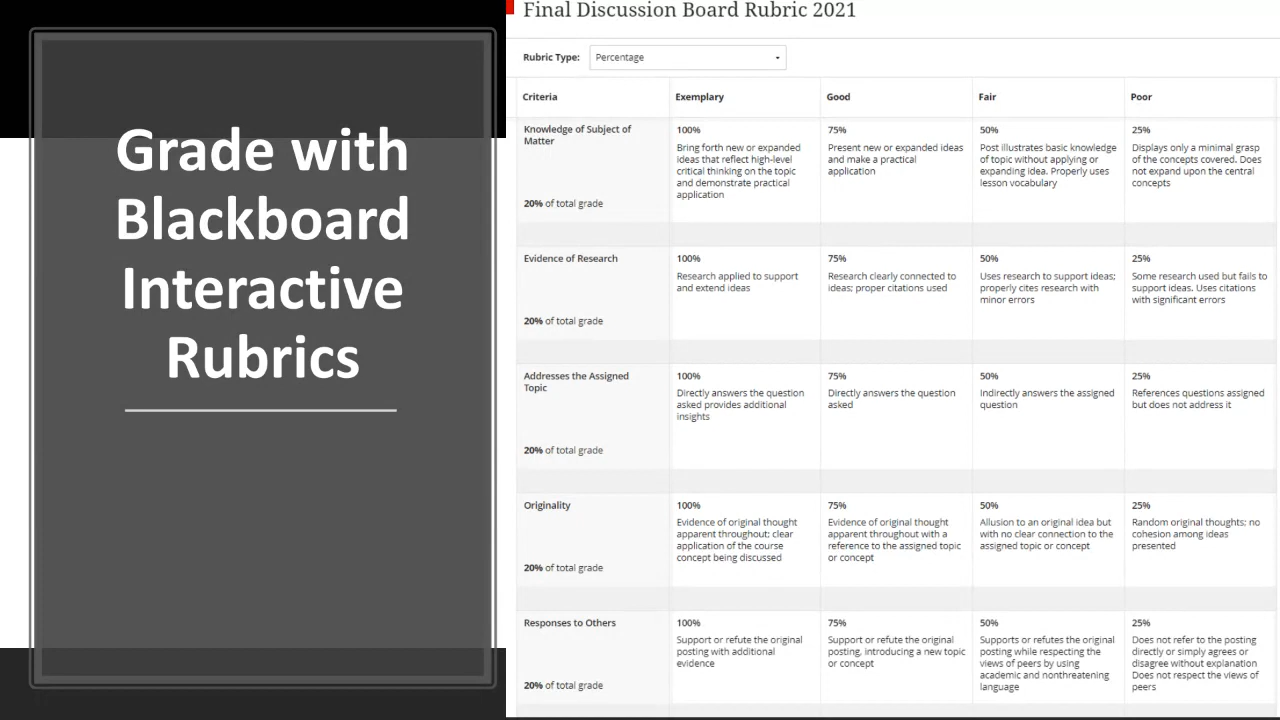 Grade with
Blackboard
Interactive
Rubrics
Final Discussion Board Rubric 2021
Rubric Type: Percentage
Criteria Exemplary Good Fair Poor
Knowledge of Subject of
Matter
20% of total grade
100%
Bring forth new or expanded
ideas that reflect high-level
critical thinking on the topic
and demonstrate practical
application
75%
Present new or expanded ideas
and make a practical
application
50%
Post illustrates basic knowledge
of topic without applying or
expanding idea. Properly uses
lesson vocabulary
25%
Displays only a minimal grasp
of the concepts covered. Does
not expand upon the central
concepts
Evidence of Research
20% of total grade
100%
Research applied to support
and extend ideas
75%
Research clearly connected to
ideas; proper citations used
50%
Uses research to support ideas;
properly cites research with
minor errors
25%
Some research used but fails to
support ideas. Uses citations
with significant errors
Addresses the Assigned
Topic
20% of total grade
100%
Directly answers the question
asked provides additional
insights
75%
Directly answers the question
asked
50%
Indirectly answers the assigned
question
25%
References questions assigned
but does not address it
Originality
20% of total grade
100%
Evidence of original thought
apparent throughout; clear
application of the course
concept being discussed
75%
Evidence of original thought
apparent throughout with a
reference to the assigned topic
or concept
50%
Allusion to an original idea but
with no clear connection to the
assigned topic or concept
25%
Random original thoughts; no
cohesion among ideas
presented
Responses to Others
20% of total grade
100%
Support or refute the original
posting with additional
evidence
75%
Support or refute the original
posting, introducing a new topic
or concept
50%
Supports or refutes the original
posting while respecting the
views of peers by using
academic and nonthreatening
language
25%
Does not refer to the posting
directly or simply agrees or
disagree without explanation
Does not respect the views of
peers